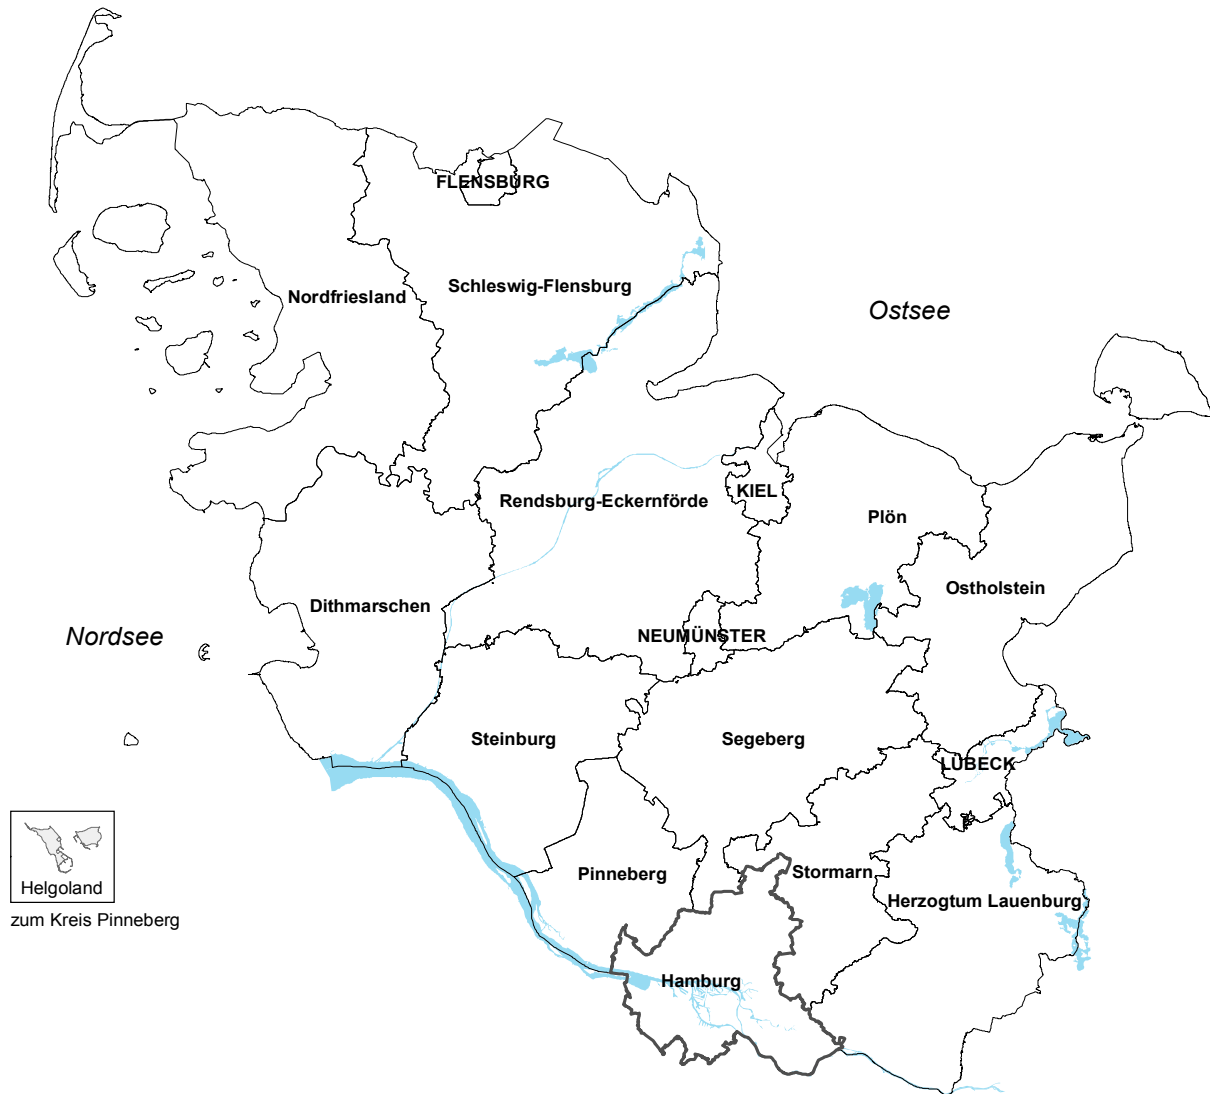 FLENSBURG
Schleswig-Flensburg
Nordfriesland
Ostsee
KIEL
Rendsburg-Eckernförde
Plön
Ostholstein
Dithmarschen
Nordsee
NEUMÜNSTER
Steinburg
Segeberg
LÜBECK
Pinneberg
Stormarn
Helgoland
Herzogtum Lauenburg
zum Kreis Pinneberg
Hamburg